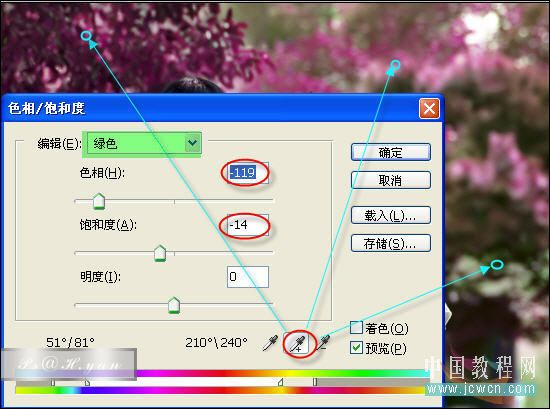 色相/饱和度
编辑(E): 绿色
色相(H): -119
饱和度(A): -14
明度(I): 0
确定
取消
载入(L)...
存储(S)...
着色(O)
预览(P)
51°/81° 210°\240°
P.@H.yan
中国教程网
www.jcwcn.com